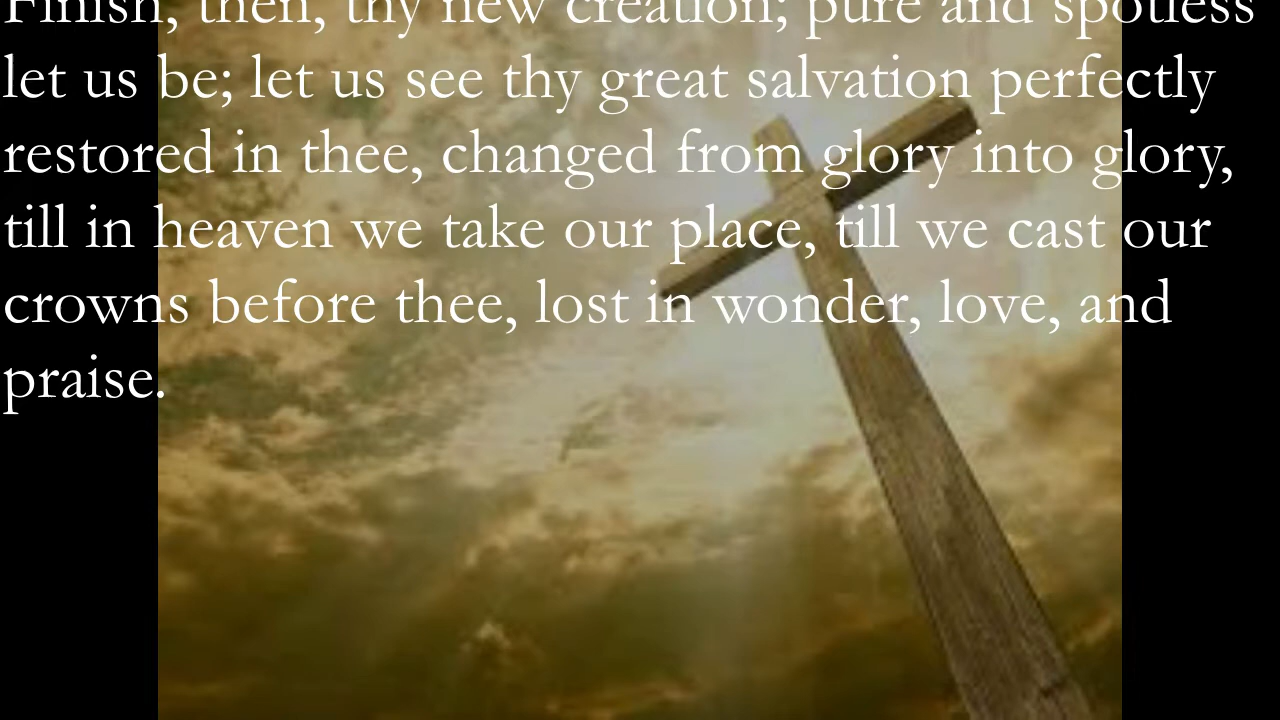 Finish, then, thy new creation; pure and spotless
let us be; let us see thy great salvation perfectly
restored in thee, changed from glory into glory,
till in heaven we take our place, till we cast our
crowns before thee, lost in wonder, love, and
praise.